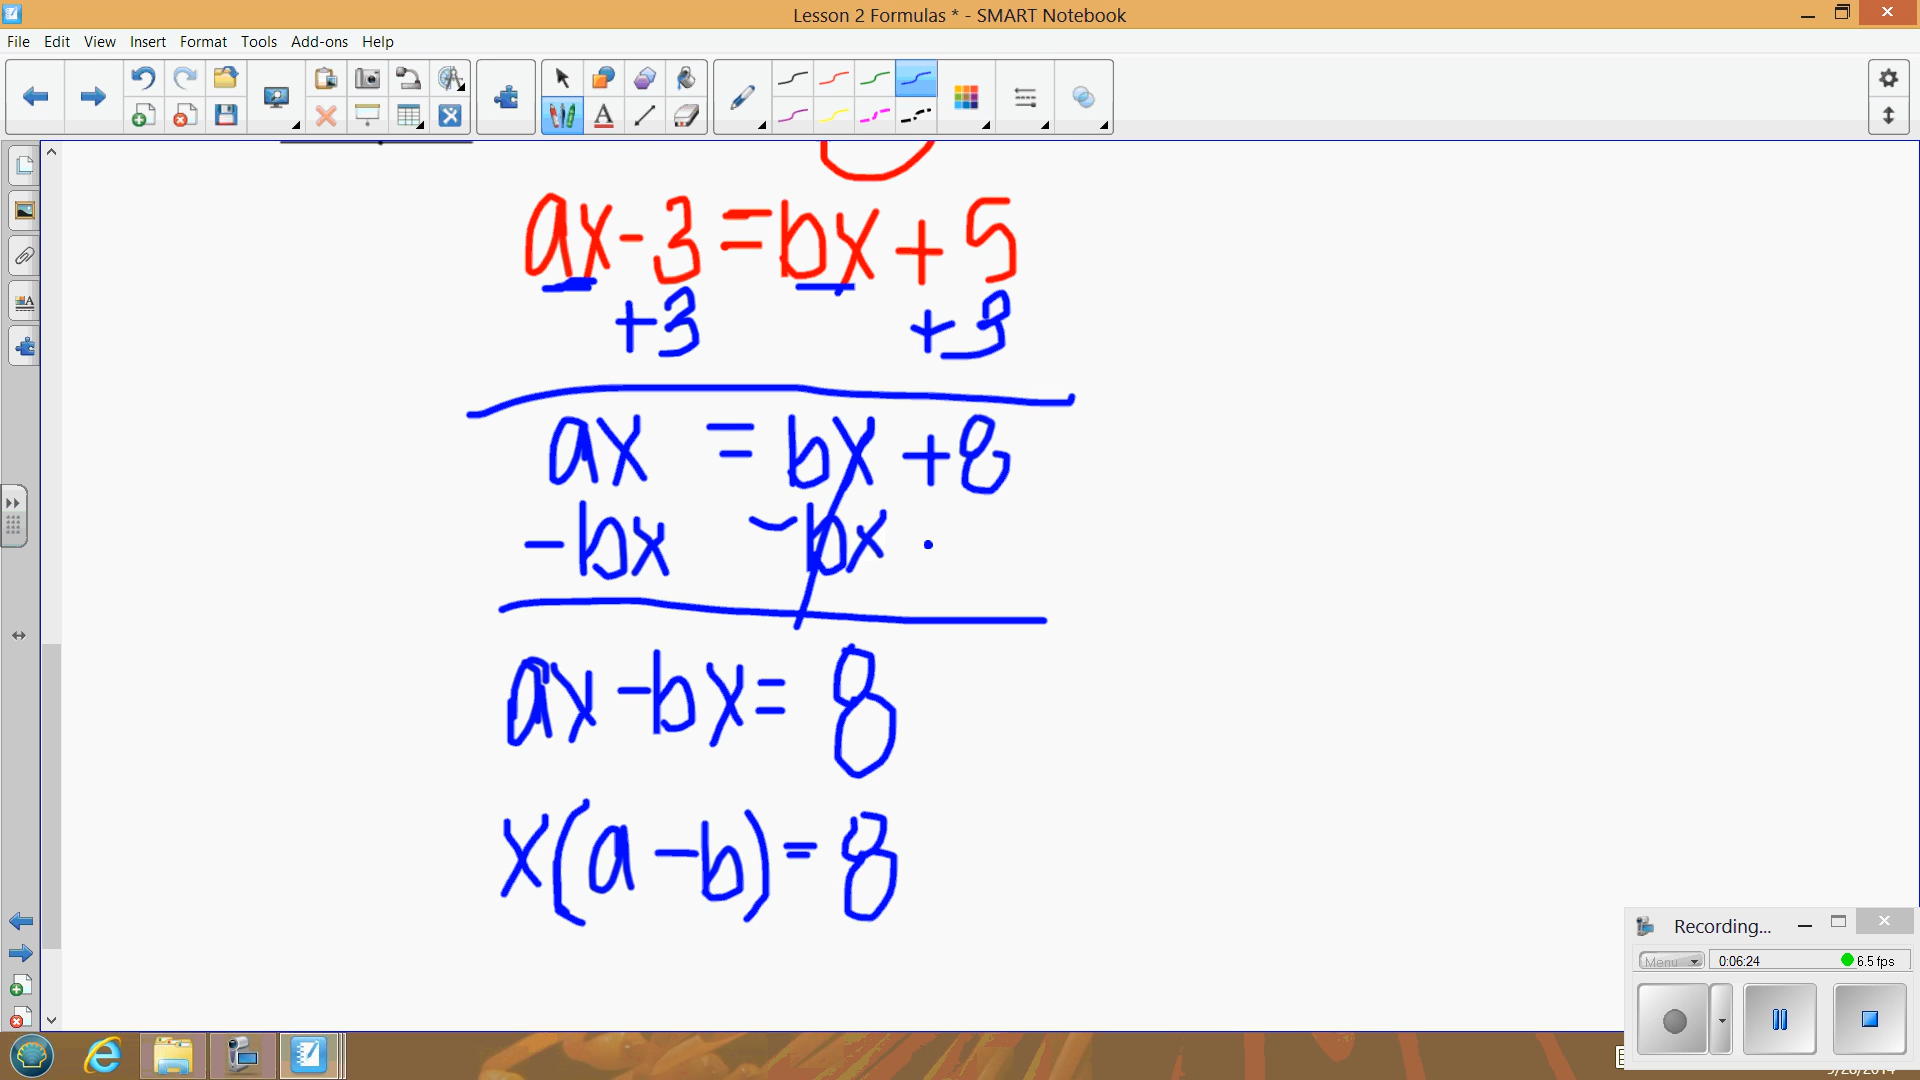 Lesson 2 Formulas * - SMART Notebook
File Edit View Insert Format Tools Add-ons Help
ax-3=bx+5
+3 +3
ax = bx +8
-bx -bx
ax-bx= 8
x(a-b)=8
Recording...
Menu 0:06:24 6.5 fps